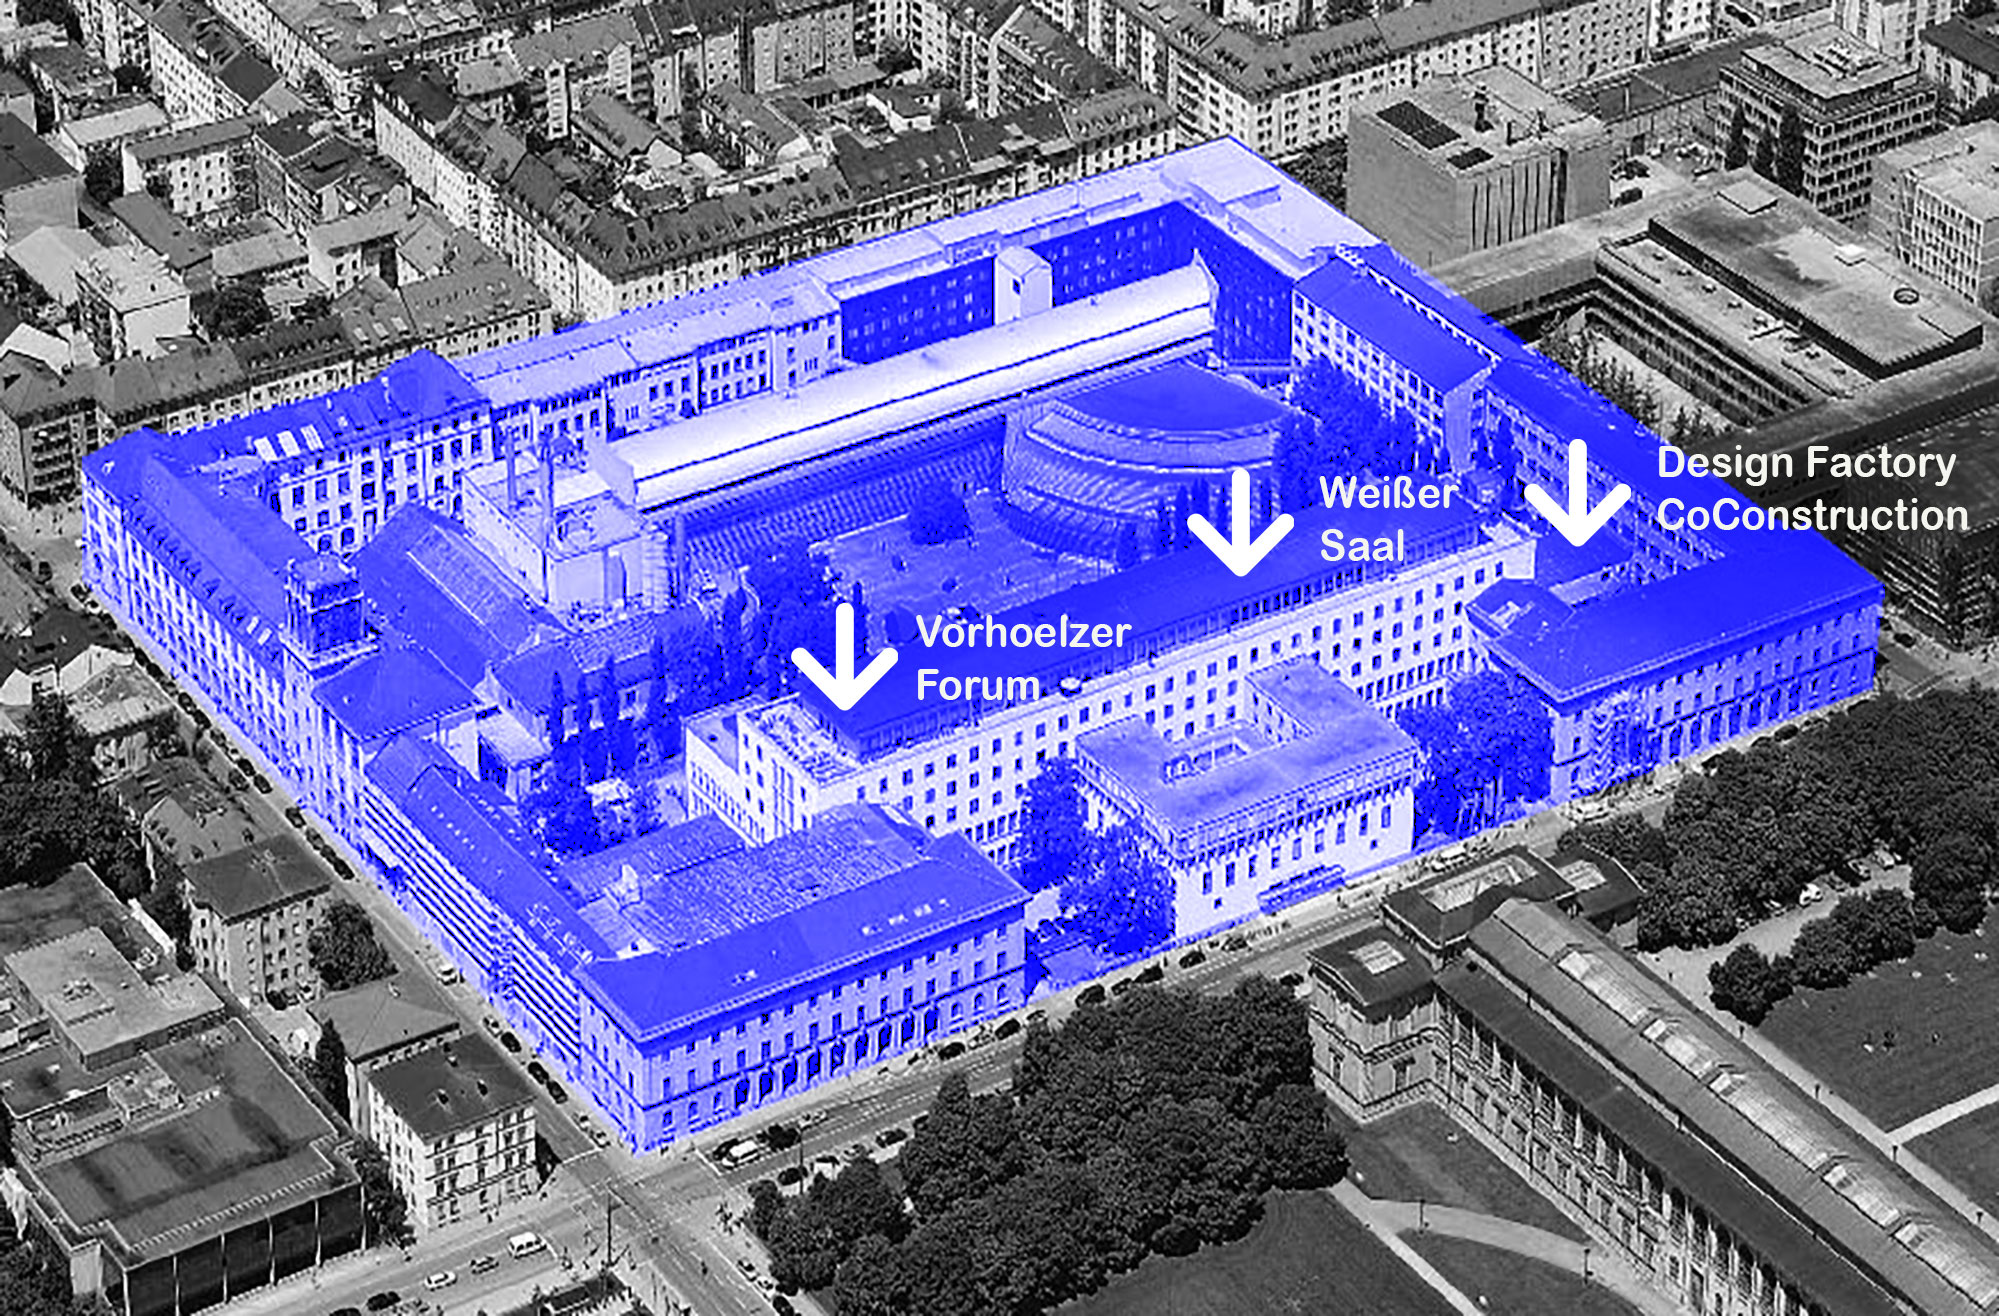 Design Factory
CoConstruction
Weißer
Saal
Vorhoelzer
Forum